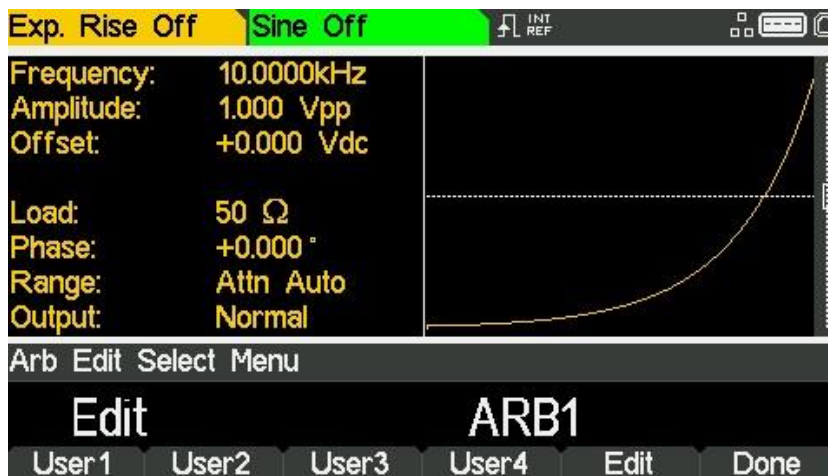 Exp. Rise Off Sine Off INT REF
Frequency: 10.0000kHz
Amplitude: 1.000 Vpp
Offset: +0.000 Vdc
Load: 50 Ω
Phase: +0.000 °
Range: Attn Auto
Output: Normal
Arb Edit Select Menu
Edit ARB1
User1 User2 User3 User4 Edit Done